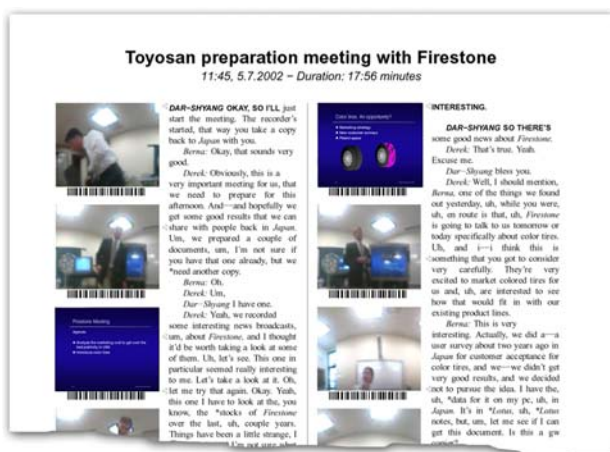 Toyosan preparation meeting with Firestone
11:45, 5.7.2002 – Duration: 17:56 minutes
DAR–SHYANG OKAY, SO I'LL just
start the meeting. The recorder's
started, that way you take a copy
back to Japan with you.
Berna: Okay, that sounds very
good.
Derek: Obviously, this is a
very important meeting for us, that
we need to prepare for this
afternoon. And—and hopefully we
get some good results that we can
share with people back in Japan.
Um, we prepared a couple of
documents, um, I'm not sure if
you have that one already, but we
*need another copy.
Berna: Oh.
Derek: Um,
Dar–Shyang I have one.
Derek: Yeah, we recorded
some interesting news broadcasts,
um, about Firestone, and I thought
it'd be worth taking a look at some
of them. Uh, let's see. This one in
particular seemed really interesting
to me. Let's take a look at it. Oh,
let me try that again. Okay. Yeah,
this one I have to look at the, you
know, the *stocks of Firestone
over the last, uh, couple years.
Things have been a little strange, I
I'm not sure what
Firestone Meeting
Agenda
Color tires: An opportunity?
Marketing strategy
New customer surveys
Patent space
INTERESTING.
DAR–SHYANG SO THERE'S
some good news about Firestone.
Derek: That's true. Yeah.
Excuse me.
Dar–Shyang bless you.
Derek: Well, I should mention,
Berna, one of the things we found
out yesterday, uh, while you were,
uh, en route is that, uh, Firestone
is going to talk to us tomorrow or
today specifically about color tires.
Uh, and i—i think this is
something that you got to consider
very carefully. They're very
excited to market colored tires for
us and, uh, are interested to see
how that would fit in with our
existing product lines.
Berna: This is very
interesting. Actually, we did a—a
user survey about two years ago in
Japan for customer acceptance for
color tires, and we—we didn't get
very good results, and we decided
not to pursue the idea. I have the,
uh, *data for it on my pc, uh, in
Japan. It's in *Lotus, uh, *Lotus
notes, but, um, let me see if I can
get this document. Is this a gw